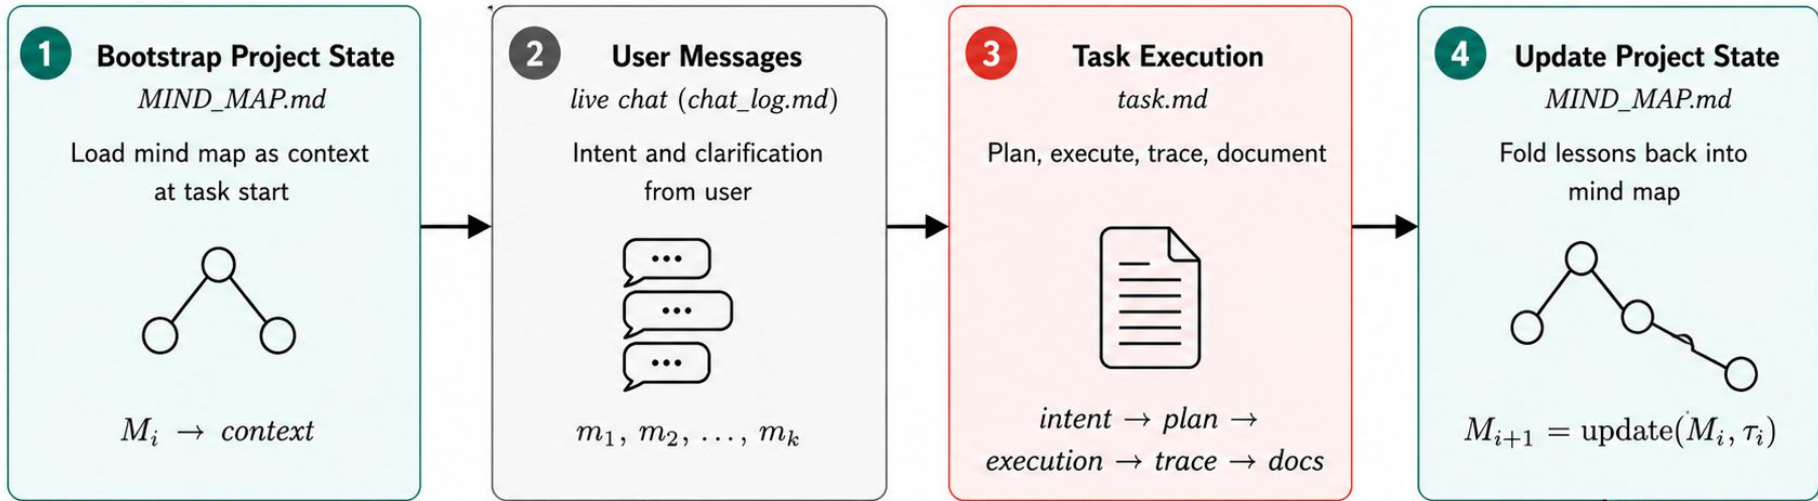 1 Bootstrap Project State
MIND_MAP.md
Load mind map as context
at task start
M_i → context
2 User Messages
live chat (chat_log.md)
Intent and clarification
from user
m_1, m_2, ..., m_k
3 Task Execution
task.md
Plan, execute, trace, document
intent → plan →
execution → trace → docs
4 Update Project State
MIND_MAP.md
Fold lessons back into
mind map
M_{i+1} = update(M_i, τ_i)